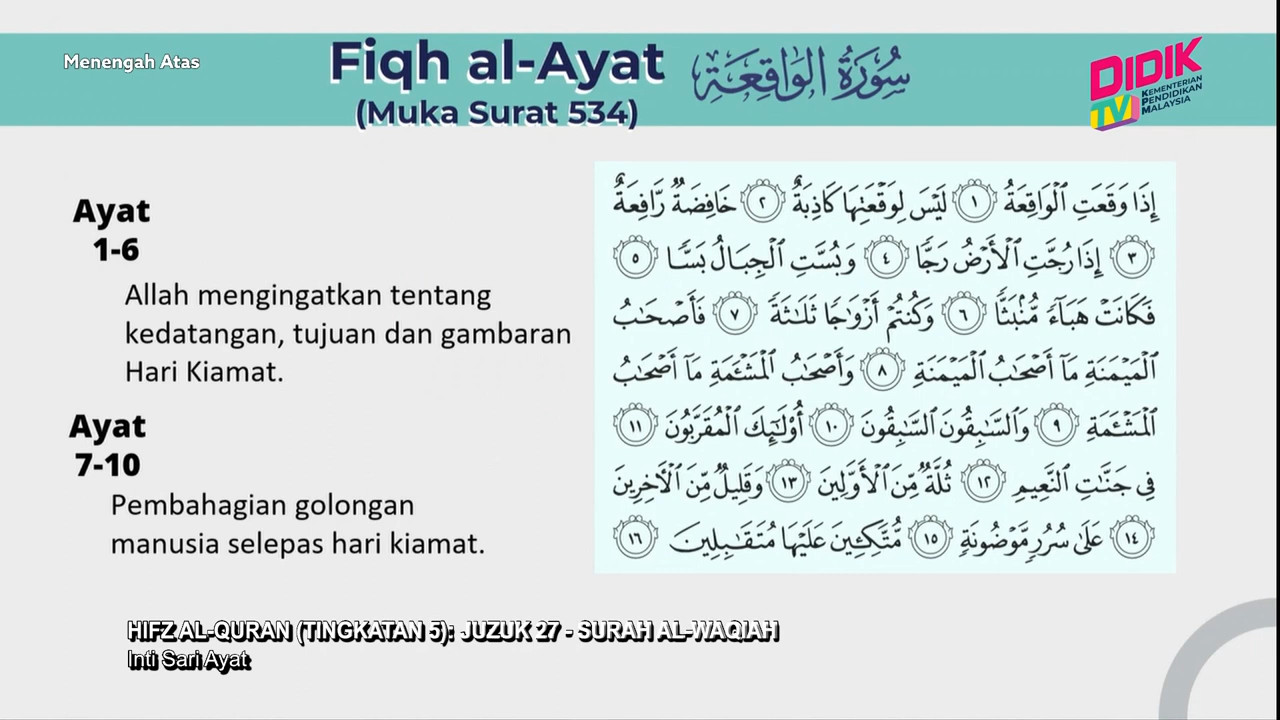 Menengah Atas
Fiqh al-Ayat
(Muka Surat 534)
سُورَةُ الوَاقِعَة
DIDIK
TV
KEMENTERIAN
PENDIDIKAN
MALAYSIA
Ayat
1-6
Allah mengingatkan tentang
kedatangan, tujuan dan gambaran
Hari Kiamat.
Ayat
7-10
Pembahagian golongan
manusia selepas hari kiamat.
إِذَا وَقَعَتِ ٱلْوَاقِعَةُ ١ لَيْسَ لِوَقْعَتِهَا كَاذِبَةٌ ٢ خَافِضَةٌ رَّافِعَةٌ
٣ إِذَا رُجَّتِ ٱلْأَرْضُ رَجًّا ٤ وَبُسَّتِ ٱلْجِبَالُ بَسًّا ٥
فَكَانَتْ هَبَآءً مُّنۢبَثًّا ٦ وَكُنتُمْ أَزْوَٰجًا ثَلَٰثَةً ٧ فَأَصْحَٰبُ
ٱلْمَيْمَنَةِ مَآ أَصْحَٰبُ ٱلْمَيْمَنَةِ ٨ وَأَصْحَٰبُ ٱلْمَشْـَٔمَةِ مَآ أَصْحَٰبُ
ٱلْمَشْـَٔمَةِ ٩ وَٱلسَّٰبِقُونَ ٱلسَّٰبِقُونَ ١٠ أُو۟لَٰٓئِكَ ٱلْمُقَرَّبُونَ ١١
فِى جَنَّٰتِ ٱلنَّعِيمِ ١٢ ثُلَّةٌ مِّنَ ٱلْأَوَّلِينَ ١٣ وَقَلِيلٌ مِّنَ ٱلْءَاخِرِينَ
١٤ عَلَىٰ سُرُرٍ مَّوْضُونَةٍ ١٥ مُّتَّكِـِٔينَ عَلَيْهَا مُتَقَٰبِلِينَ ١٦
HIFZ AL-QURAN (TINGKATAN 5): JUZUK 27 - SURAH AL-WAQIAH
Inti Sari Ayat